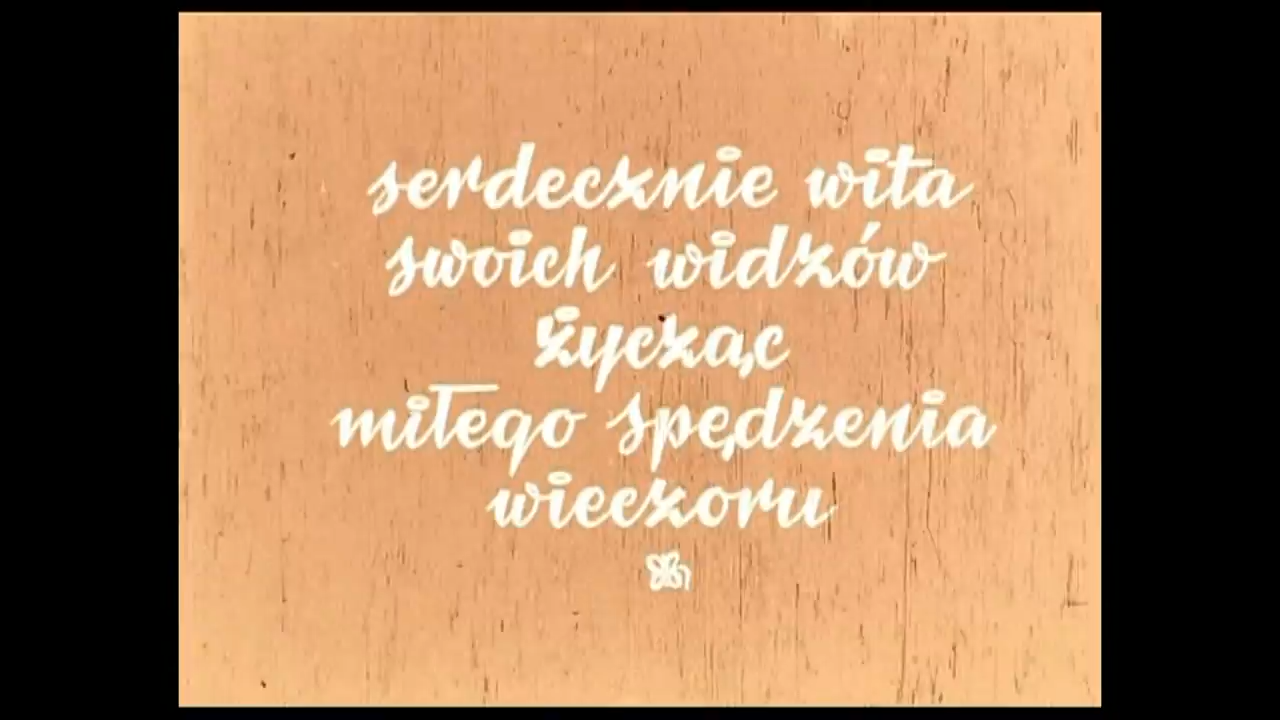 serdecznie wita
swoich widzów
życząc
miłego spędzenia
wieczoru